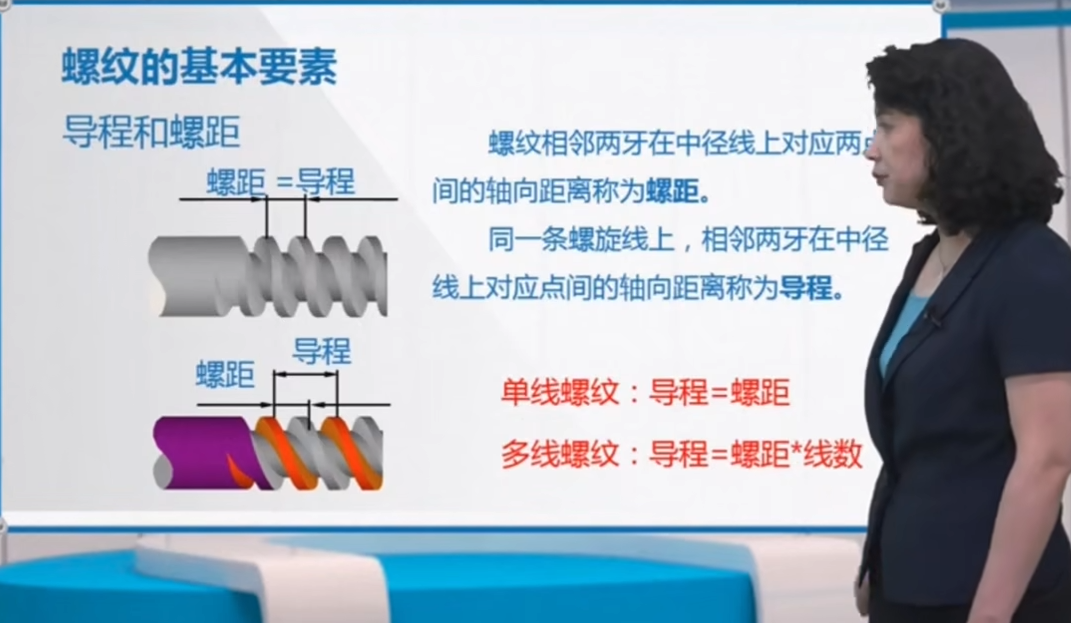 螺纹的基本要素
导程和螺距
螺距 =导程
螺纹相邻两牙在中径线上对应两
间的轴向距离称为螺距。
同一条螺旋线上，相邻两牙在中径
线上对应点间的轴向距离称为导程。
导程
螺距
单线螺纹：导程=螺距
多线螺纹：导程=螺距*线数